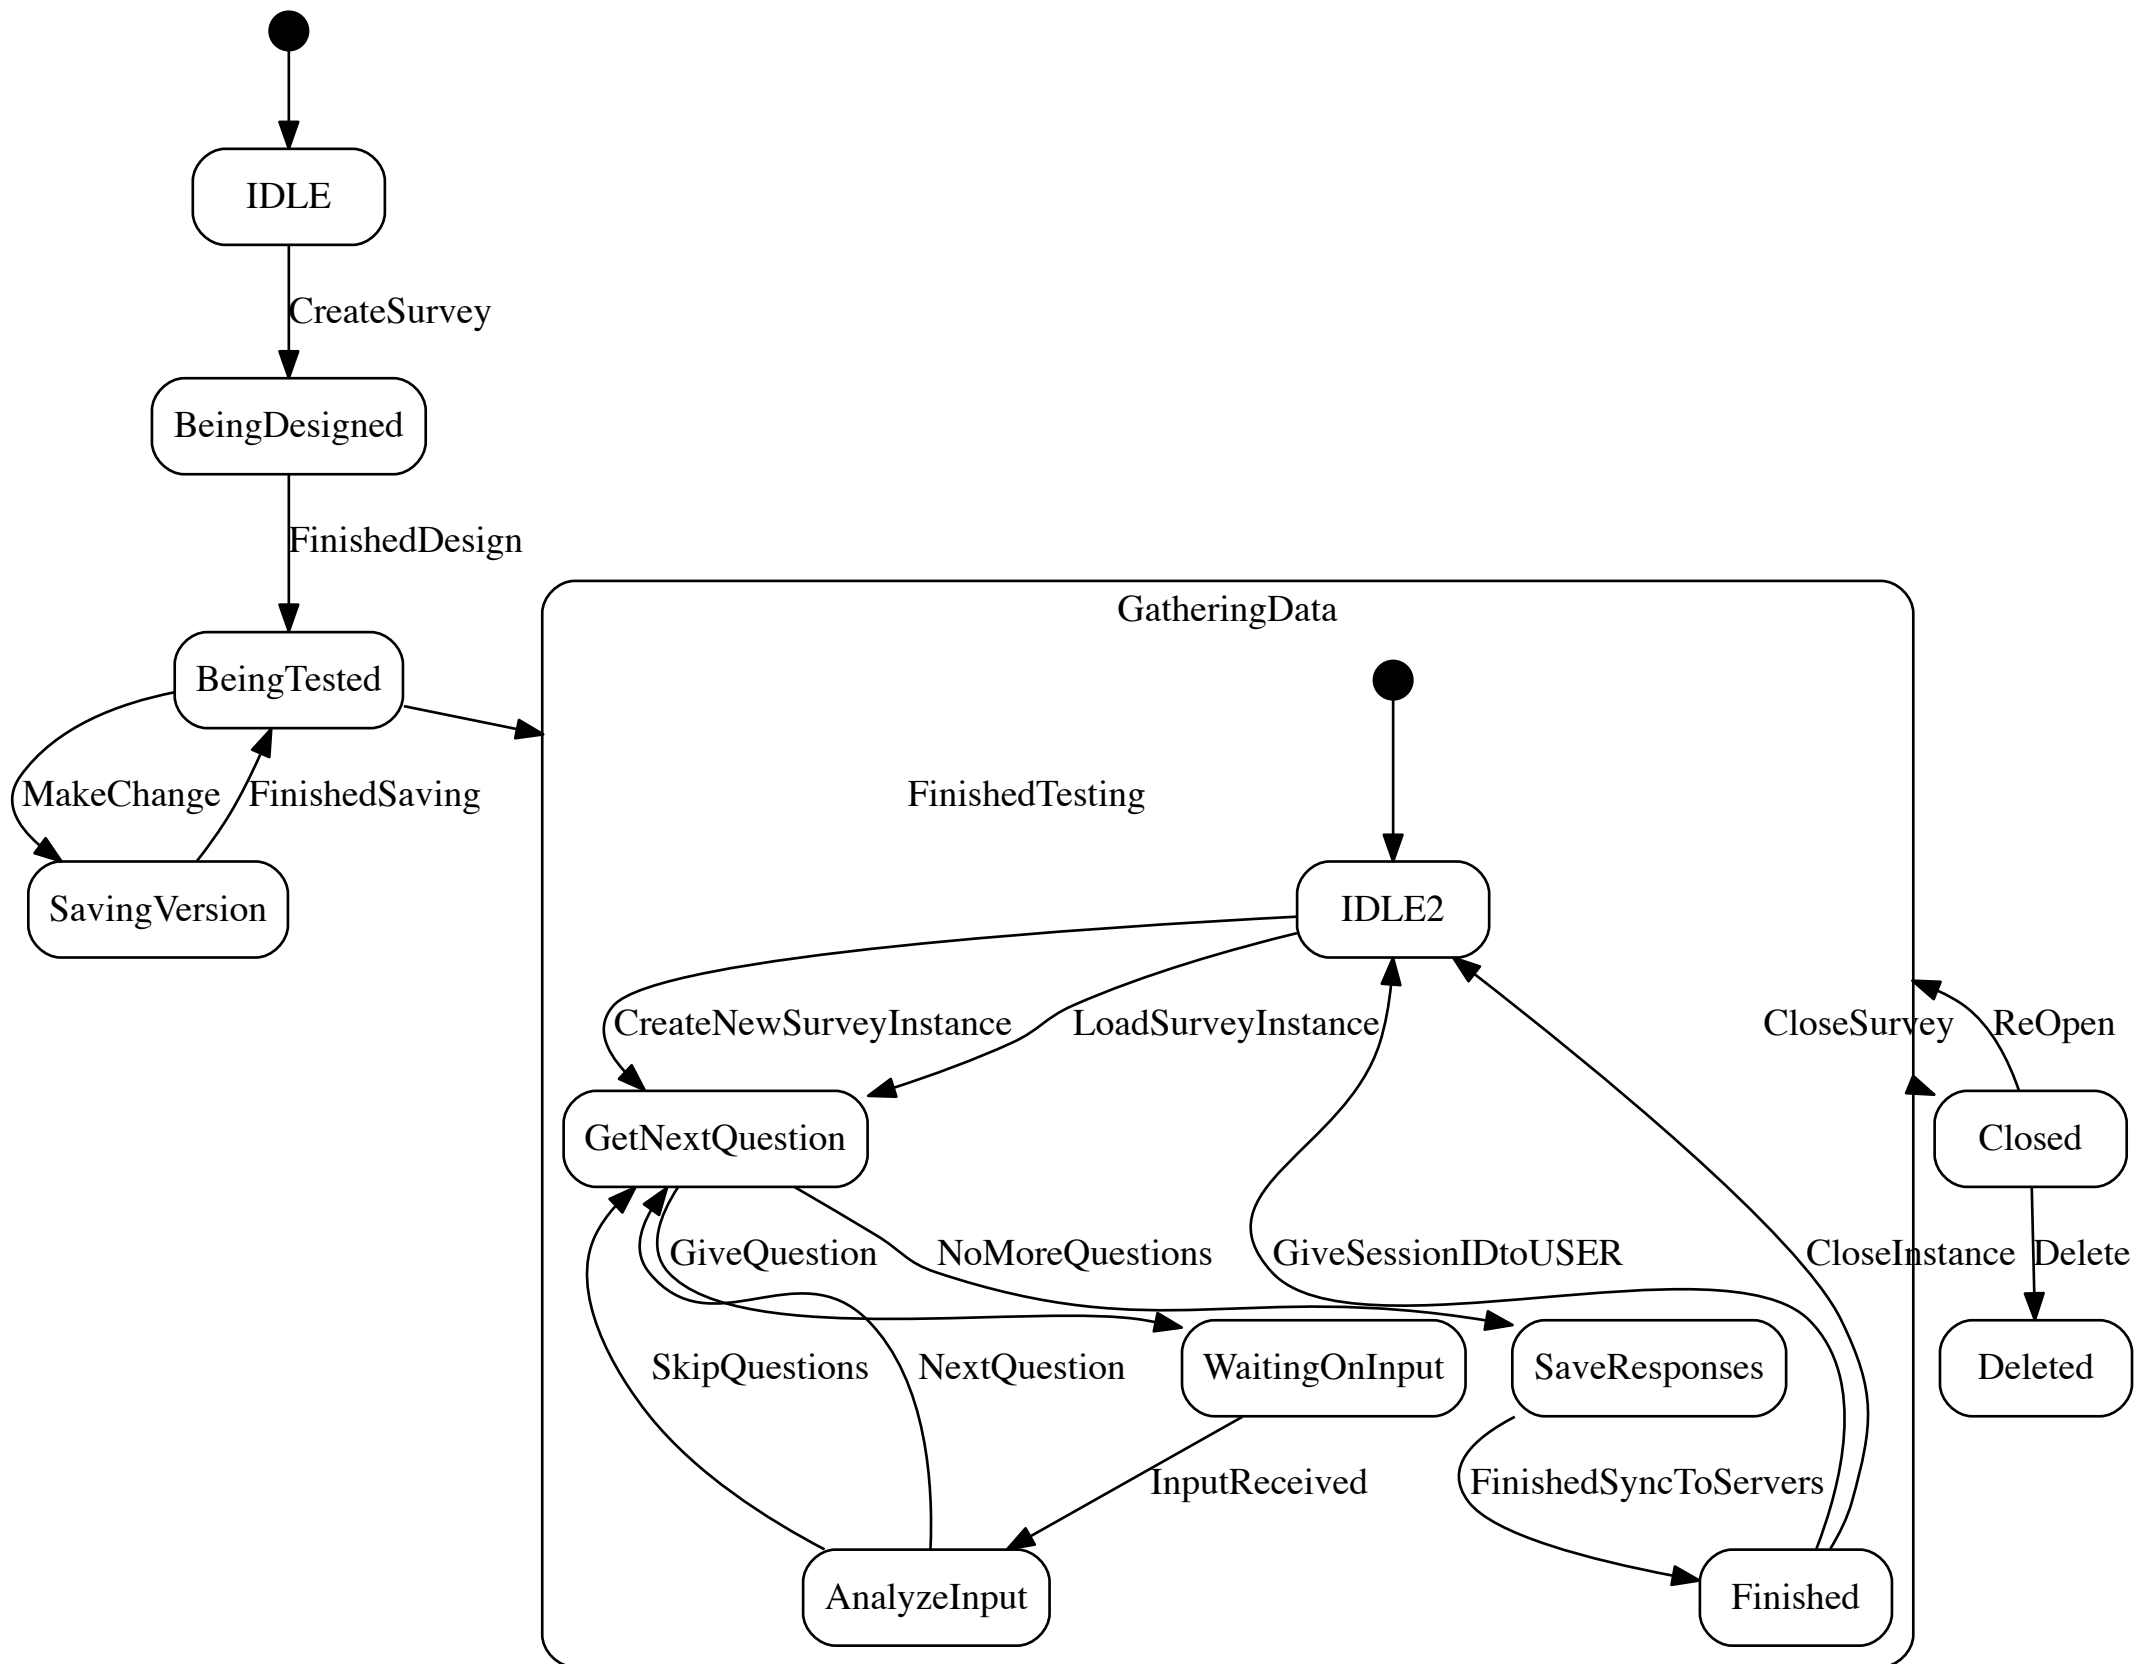 IDLE
CreateSurvey
BeingDesigned
FinishedDesign
GatheringData
BeingTested
MakeChange
FinishedSaving
FinishedTesting
SavingVersion
IDLE2
CreateNewSurveyInstance
LoadSurveyInstance
CloseSurvey
ReOpen
GetNextQuestion
Closed
GiveQuestion
NoMoreQuestions
GiveSessionIDtoUSER
CloseInstance
Delete
SkipQuestions
NextQuestion
WaitingOnInput
SaveResponses
Deleted
InputReceived
FinishedSyncToServers
AnalyzeInput
Finished